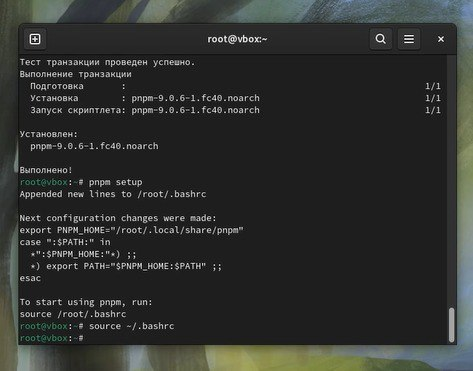 root@vbox:~
Тест транзакции проведен успешно.
Выполнение транзакции
  Подготовка       :                                                  1/1
  Установка        : pnpm-9.0.6-1.fc40.noarch                         1/1
  Запуск скриптлета: pnpm-9.0.6-1.fc40.noarch                         1/1
Установлен:
  pnpm-9.0.6-1.fc40.noarch
Выполнено!
root@vbox:~# pnpm setup
Appended new lines to /root/.bashrc
Next configuration changes were made:
export PNPM_HOME="/root/.local/share/pnpm"
case ":$PATH:" in
  *":$PNPM_HOME:"*) ;;
  *) export PATH="$PNPM_HOME:$PATH" ;;
esac
To start using pnpm, run:
source /root/.bashrc
root@vbox:~# source ~/.bashrc
root@vbox:~#